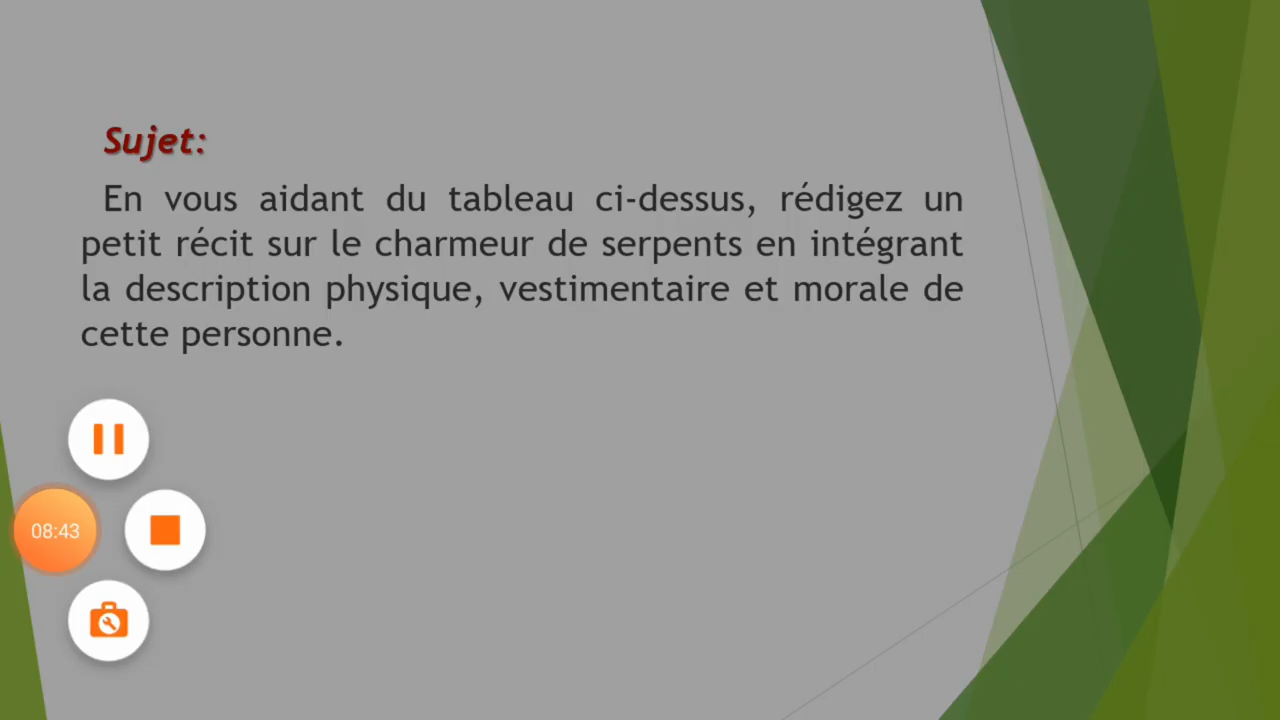 Sujet:
En vous aidant du tableau ci-dessus, rédigez un
petit récit sur le charmeur de serpents en intégrant
la description physique, vestimentaire et morale de
cette personne.
08:43